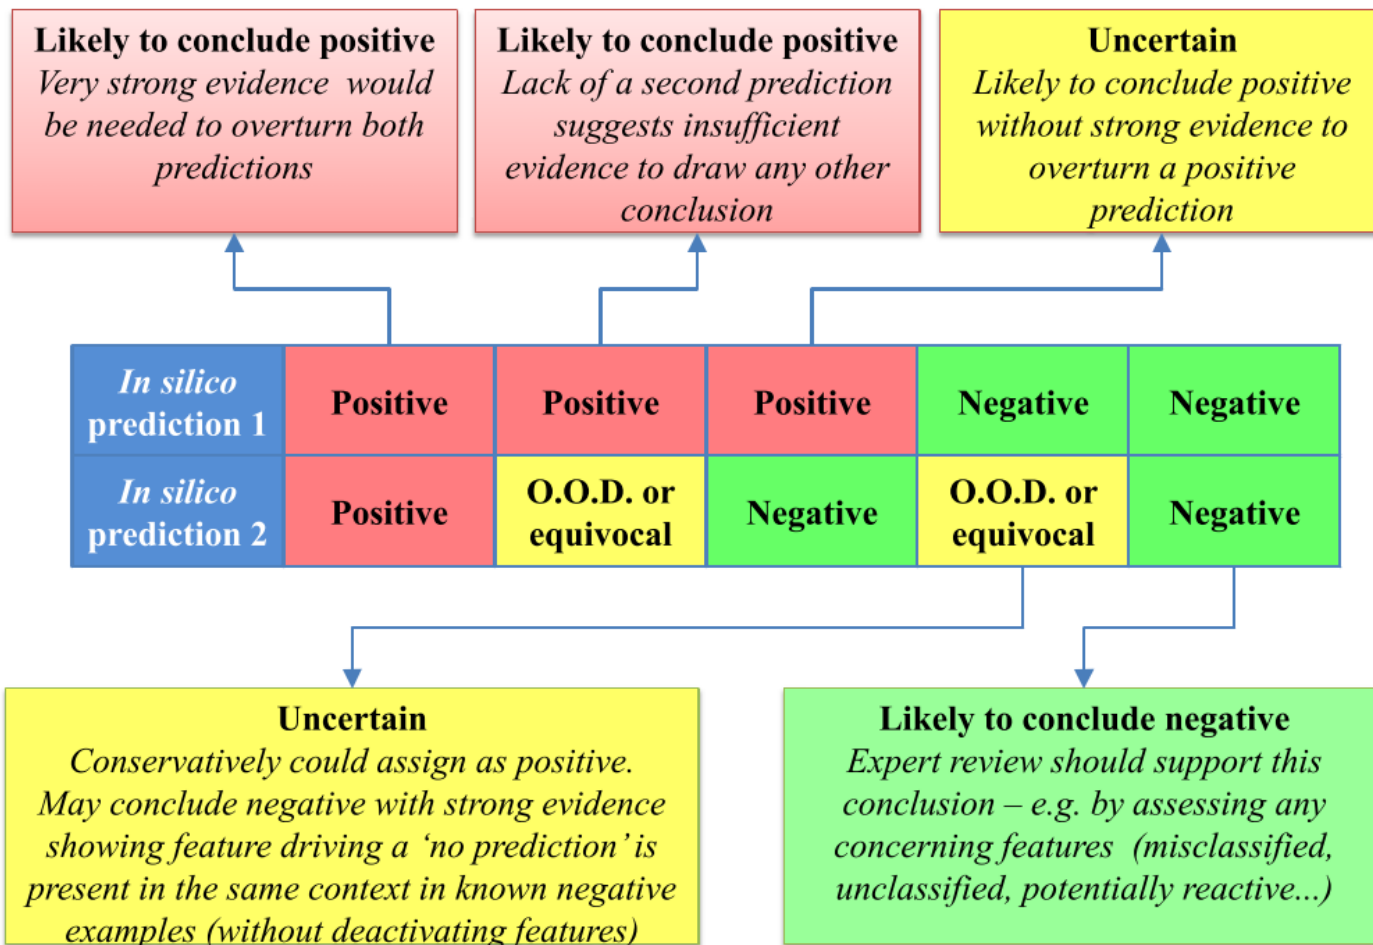 Likely to conclude positive
Very strong evidence would
be needed to overturn both
predictions
Likely to conclude positive
Lack of a second prediction
suggests insufficient
evidence to draw any other
conclusion
Uncertain
Likely to conclude positive
without strong evidence to
overturn a positive
prediction
In silico
prediction 1
Positive
Positive
Positive
Negative
Negative
In silico
prediction 2
Positive
O.O.D. or
equivocal
Negative
O.O.D. or
equivocal
Negative
Uncertain
Conservatively could assign as positive.
May conclude negative with strong evidence
showing feature driving a ‘no prediction’ is
present in the same context in known negative
examples (without deactivating features)
Likely to conclude negative
Expert review should support this
conclusion – e.g. by assessing any
concerning features (misclassified,
unclassified, potentially reactive...)